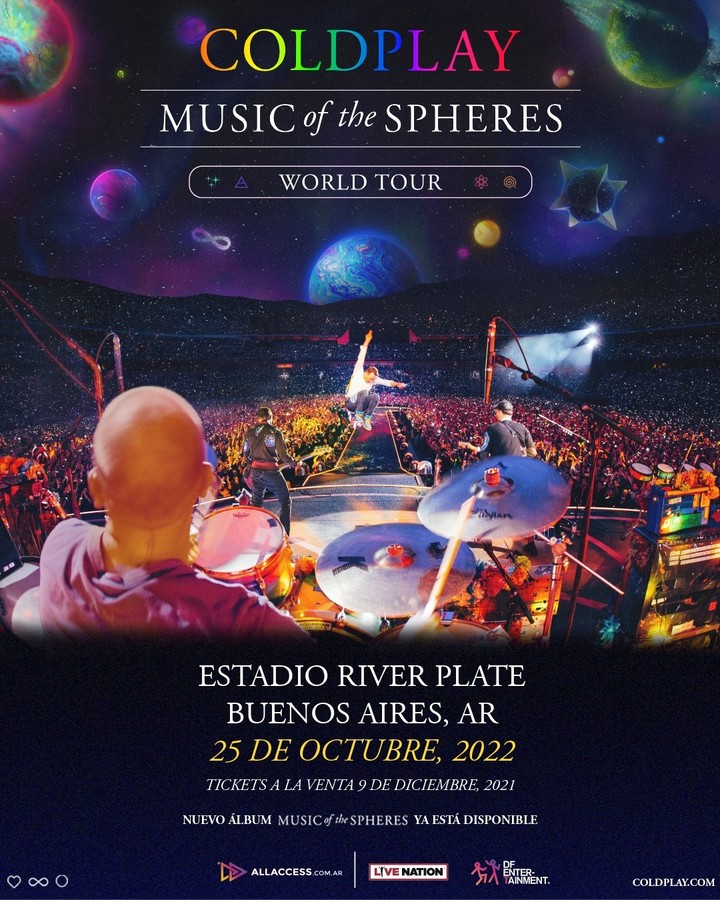 COLDPLAY
MUSIC of the SPHERES
WORLD TOUR
ESTADIO RIVER PLATE
BUENOS AIRES, AR
25 DE OCTUBRE, 2022
TICKETS A LA VENTA 9 DE DICIEMBRE, 2021
NUEVO ÁLBUM MUSIC of the SPHERES YA ESTÁ DISPONIBLE
ALLACCESS.COM.AR
LIVE NATION
DF
ENTER-
TAINMENT.
COLDPLAY.COM